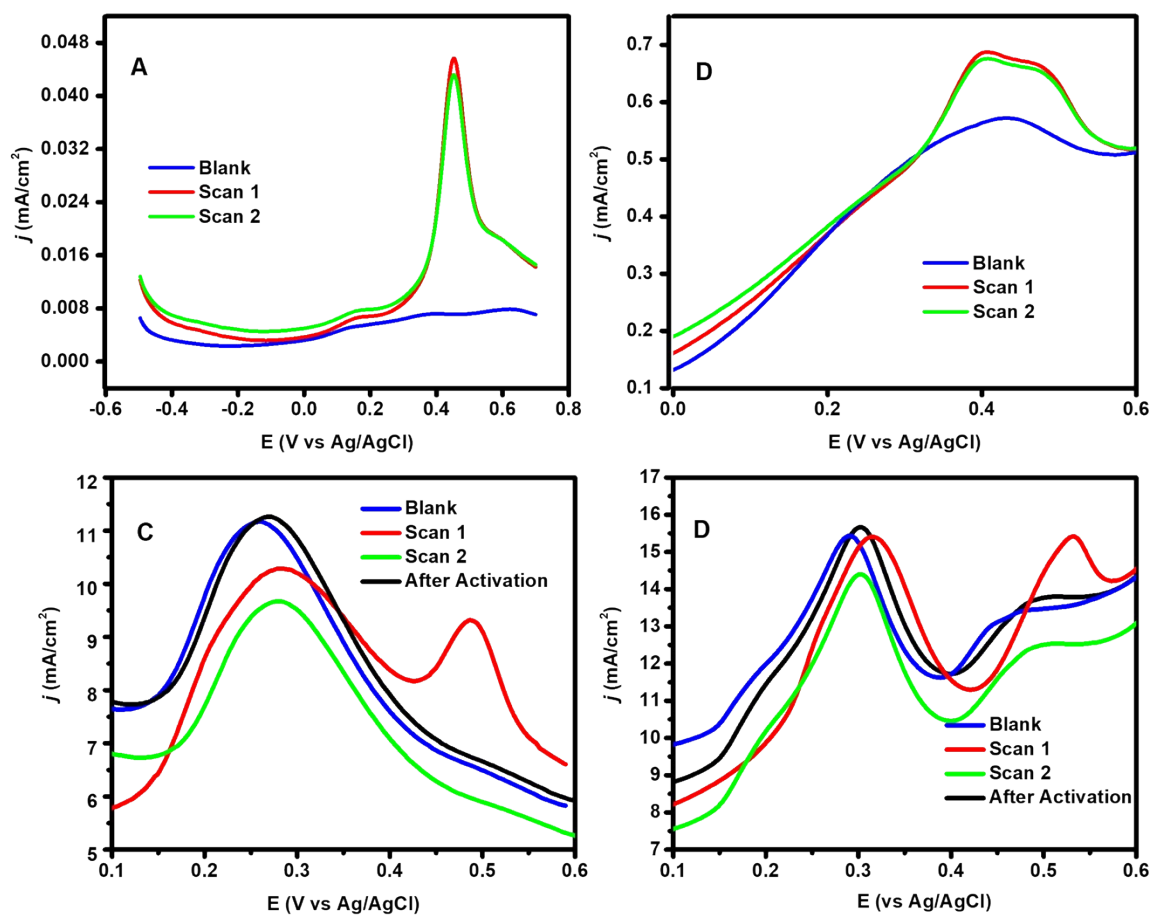 A
0.048
0.040
0.032
0.024
0.016
0.008
0.000
j (mA/cm²)
Blank
Scan 1
Scan 2
-0.6 -0.4 -0.2 0.0 0.2 0.4 0.6 0.8
E (V vs Ag/AgCl)
D
0.7
0.6
0.5
0.4
0.3
0.2
0.1
j (mA/cm²)
Blank
Scan 1
Scan 2
0.0 0.2 0.4 0.6
E (V vs Ag/AgCl)
C
12
11
10
9
8
7
6
5
j (mA/cm²)
Blank
Scan 1
Scan 2
After Activation
0.1 0.2 0.3 0.4 0.5 0.6
E (V vs Ag/AgCl)
D
17
16
15
14
13
12
11
10
9
8
7
j (mA/cm²)
Blank
Scan 1
Scan 2
After Activation
0.1 0.2 0.3 0.4 0.5 0.6
E (vs Ag/AgCl)